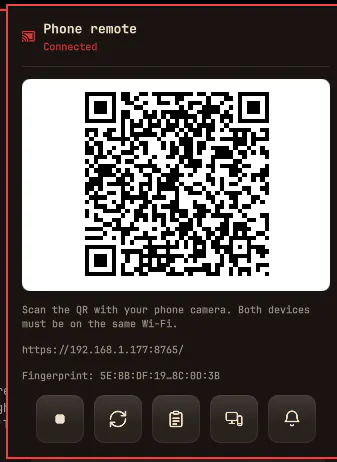 Phone remote
Connected
Scan the QR with your phone camera. Both devices
must be on the same Wi-Fi.
https://192.168.1.177:8765/
Fingerprint: 5E:BB:DF:19…8C:0D:3B